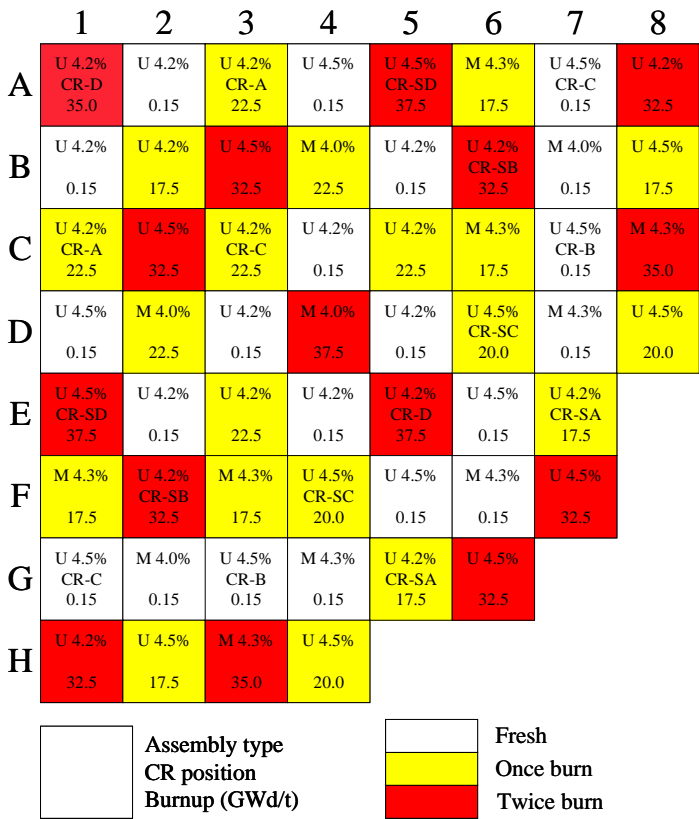 1 2 3 4 5 6 7 8
A
U 4.2% U 4.2% U 4.2% U 4.5% U 4.5% M 4.3% U 4.5% U 4.2%
CR-D CR-A CR-SD CR-C
35.0 0.15 22.5 0.15 37.5 17.5 0.15 32.5
B
U 4.2% U 4.2% U 4.5% M 4.0% U 4.2% U 4.2% M 4.0% U 4.5%
CR-SB
0.15 17.5 32.5 22.5 0.15 32.5 0.15 17.5
C
U 4.2% U 4.5% U 4.2% U 4.2% U 4.2% M 4.3% U 4.5% M 4.3%
CR-A CR-C CR-B
22.5 32.5 22.5 0.15 22.5 17.5 0.15 35.0
D
U 4.5% M 4.0% U 4.2% M 4.0% U 4.2% U 4.5% M 4.3% U 4.5%
CR-SC
0.15 22.5 0.15 37.5 0.15 20.0 0.15 20.0
E
U 4.5% U 4.2% U 4.2% U 4.2% U 4.2% U 4.5% U 4.2%
CR-SD CR-D CR-SA
37.5 0.15 22.5 0.15 37.5 0.15 17.5
F
M 4.3% U 4.2% M 4.3% U 4.5% U 4.5% M 4.3% U 4.5%
CR-SB CR-SC
17.5 32.5 17.5 20.0 0.15 0.15 32.5
G
U 4.5% M 4.0% U 4.5% M 4.3% U 4.2% U 4.5%
CR-C CR-B CR-SA
0.15 0.15 0.15 0.15 17.5 32.5
H
U 4.2% U 4.5% M 4.3% U 4.5%
32.5 17.5 35.0 20.0
Assembly type
CR position
Burnup (GWd/t)
Fresh
Once burn
Twice burn